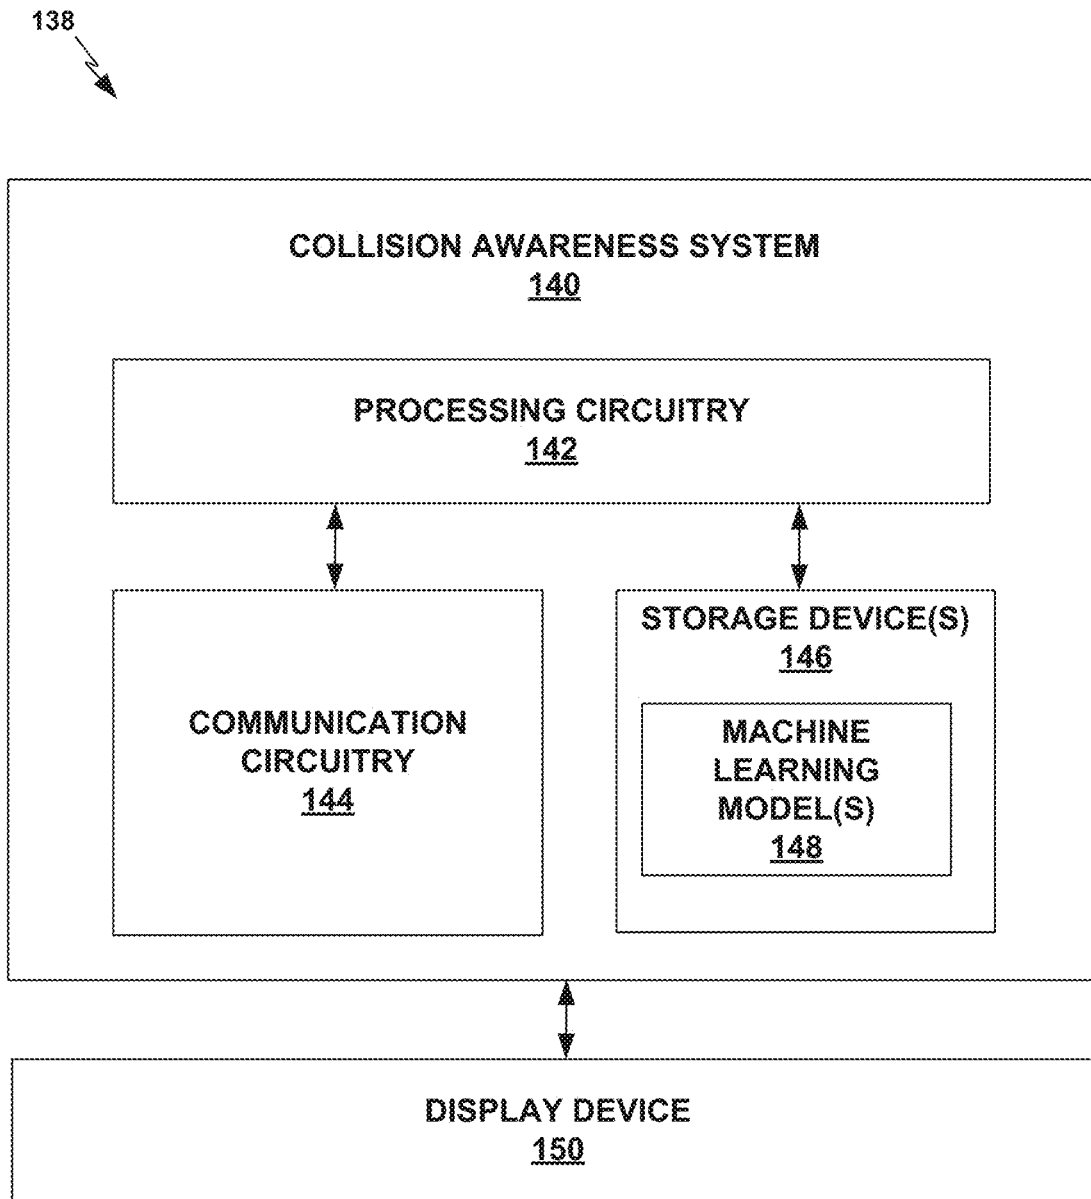 138
COLLISION AWARENESS SYSTEM
140
PROCESSING CIRCUITRY
142
COMMUNICATION
CIRCUITRY
144
STORAGE DEVICE(S)
146
MACHINE
LEARNING
MODEL(S)
148
DISPLAY DEVICE
150